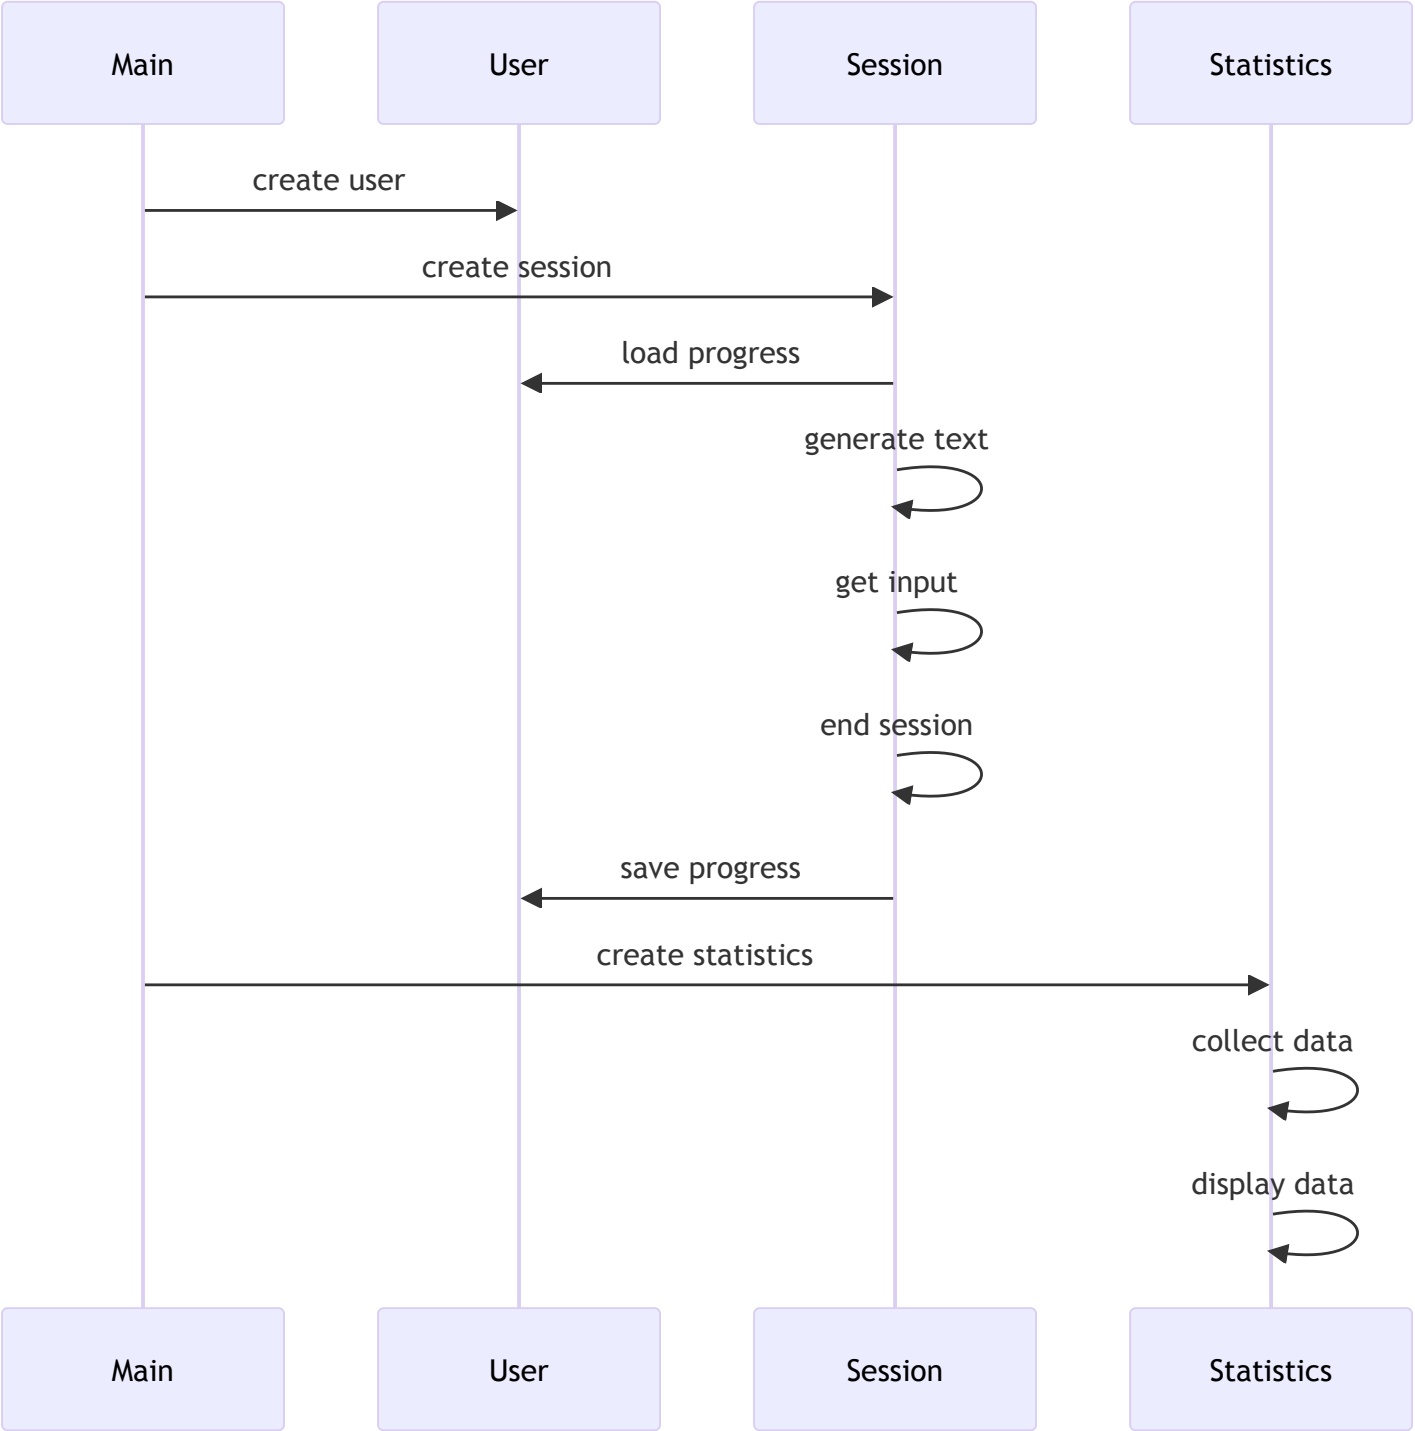 Main
User
Session
Statistics
create user
create session
load progress
generate text
get input
end session
save progress
create statistics
collect data
display data
Main
User
Session
Statistics